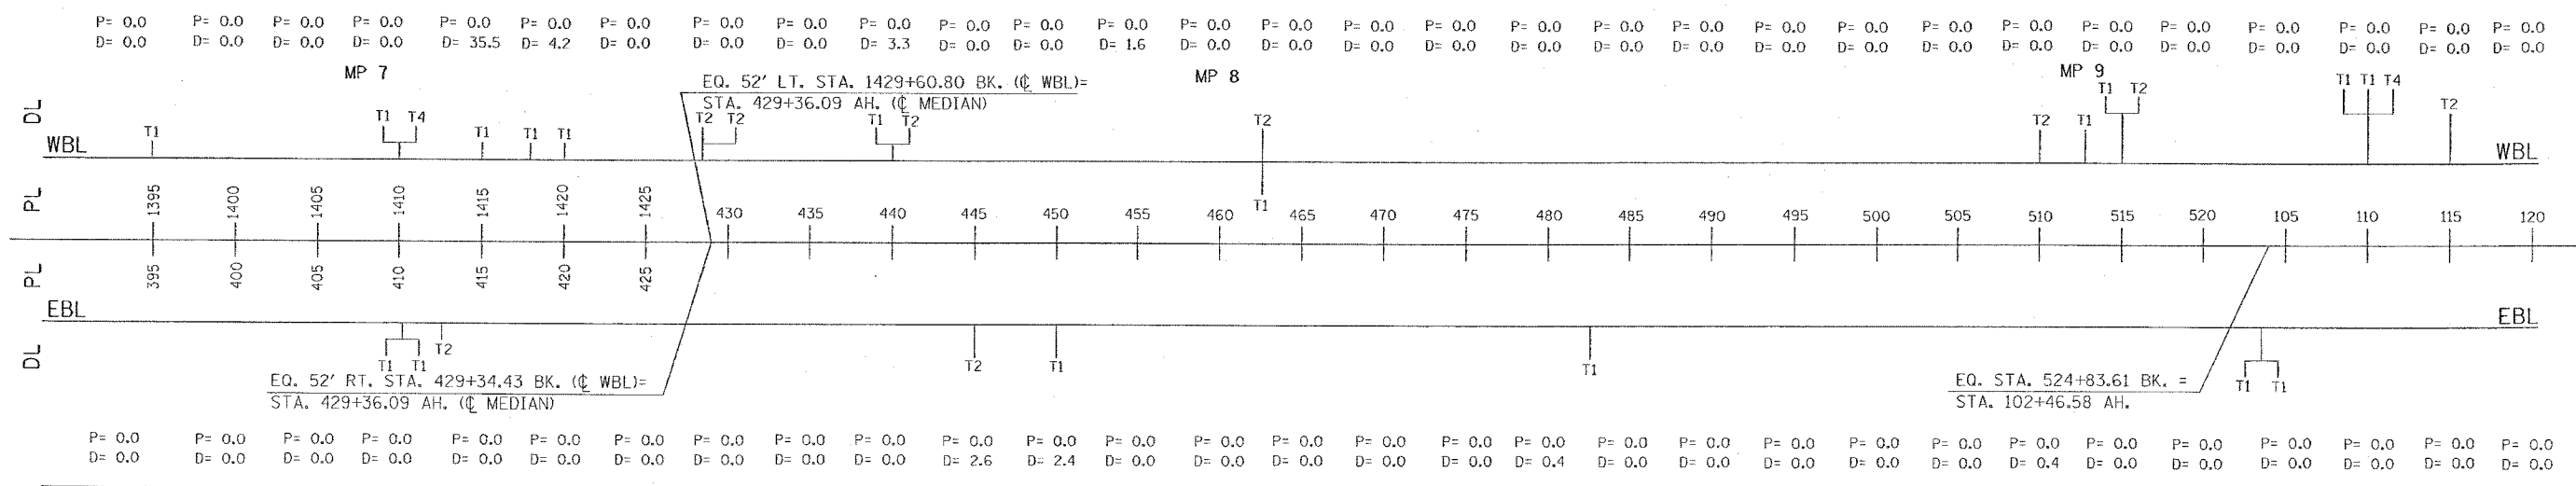 P= 0.0 P= 0.0 P= 0.0 P= 0.0 P= 0.0 P= 0.0 P= 0.0 P= 0.0 P= 0.0 P= 0.0 P= 0.0 P= 0.0 P= 0.0 P= 0.0 P= 0.0 P= 0.0 P= 0.0 P= 0.0 P= 0.0 P= 0.0 P= 0.0 P= 0.0 P= 0.0 P= 0.0 P= 0.0 P= 0.0 P= 0.0 P= 0.0 P= 0.0 P= 0.0
D= 0.0 D= 0.0 D= 0.0 D= 0.0 D= 35.5 D= 4.2 D= 0.0 D= 0.0 D= 0.0 D= 3.3 D= 0.0 D= 0.0 D= 1.6 D= 0.0 D= 0.0 D= 0.0 D= 0.0 D= 0.0 D= 0.0 D= 0.0 D= 0.0 D= 0.0 D= 0.0 D= 0.0 D= 0.0 D= 0.0 D= 0.0 D= 0.0 D= 0.0 D= 0.0
MP 7 MP 8 MP 9
EQ. 52' LT. STA. 1429+60.80 BK. (℄ WBL)=
STA. 429+36.09 AH. (℄ MEDIAN)
DL
T1 T1 T4 T1 T1 T1 T2 T2 T1 T2 T2 T2 T1 T1 T2 T1 T1 T4 T2
WBL WBL
T1
PL
1395 1400 1405 1410 1415 1420 1425 430 435 440 445 450 455 460 465 470 475 480 485 490 495 500 505 510 515 520 105 110 115 120
PL
395 400 405 410 415 420 425
EBL EBL
DL
T1 T1 T2 T2 T1 T1 T1 T1
EQ. 52' RT. STA. 429+34.43 BK. (℄ WBL)=
STA. 429+36.09 AH. (℄ MEDIAN)
EQ. STA. 524+83.61 BK. =
STA. 102+46.58 AH.
P= 0.0 P= 0.0 P= 0.0 P= 0.0 P= 0.0 P= 0.0 P= 0.0 P= 0.0 P= 0.0 P= 0.0 P= 0.0 P= 0.0 P= 0.0 P= 0.0 P= 0.0 P= 0.0 P= 0.0 P= 0.0 P= 0.0 P= 0.0 P= 0.0 P= 0.0 P= 0.0 P= 0.0 P= 0.0 P= 0.0 P= 0.0 P= 0.0 P= 0.0 P= 0.0
D= 0.0 D= 0.0 D= 0.0 D= 0.0 D= 0.0 D= 0.0 D= 0.0 D= 0.0 D= 0.0 D= 0.0 D= 2.6 D= 2.4 D= 0.0 D= 0.0 D= 0.0 D= 0.0 D= 0.0 D= 0.4 D= 0.0 D= 0.0 D= 0.0 D= 0.0 D= 0.0 D= 0.4 D= 0.0 D= 0.0 D= 0.0 D= 0.0 D= 0.0 D= 0.0